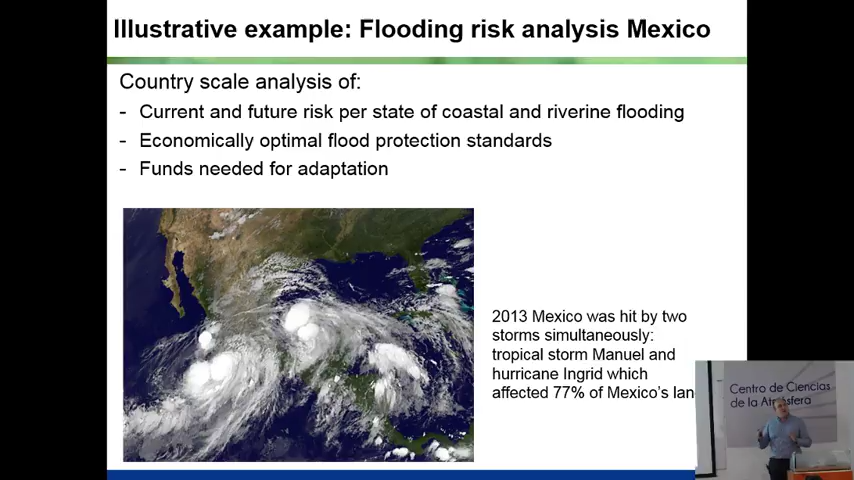 Illustrative example: Flooding risk analysis Mexico
Country scale analysis of:
- Current and future risk per state of coastal and riverine flooding
- Economically optimal flood protection standards
- Funds needed for adaptation
2013 Mexico was hit by two
storms simultaneously:
tropical storm Manuel and
hurricane Ingrid which
affected 77% of Mexico's lan
Centro de Ciencias
de la Atmósfera